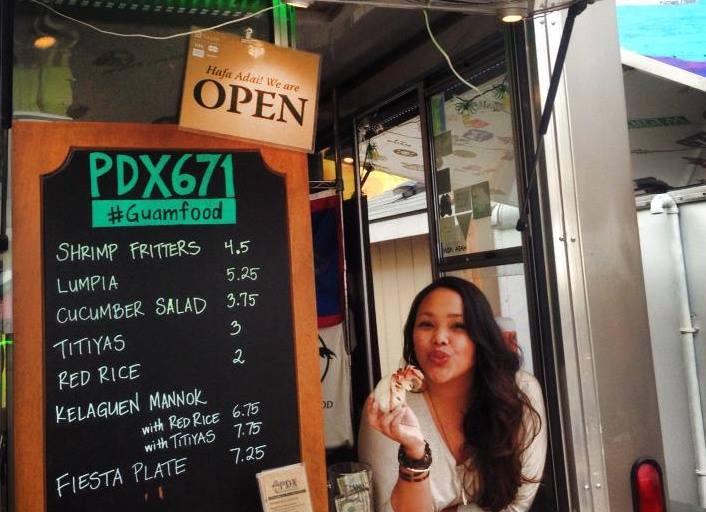 Hafa Adai! We are
OPEN
PDX671
#Guamfood
SHRIMP FRITTERS 4.5
LUMPIA 5.25
CUCUMBER SALAD 3.75
TITIYAS 3
RED RICE 2
KELAGUEN MANNOK
with RED RICE 6.75
with TITIYAS 7.75
FIESTA PLATE 7.25
PDX